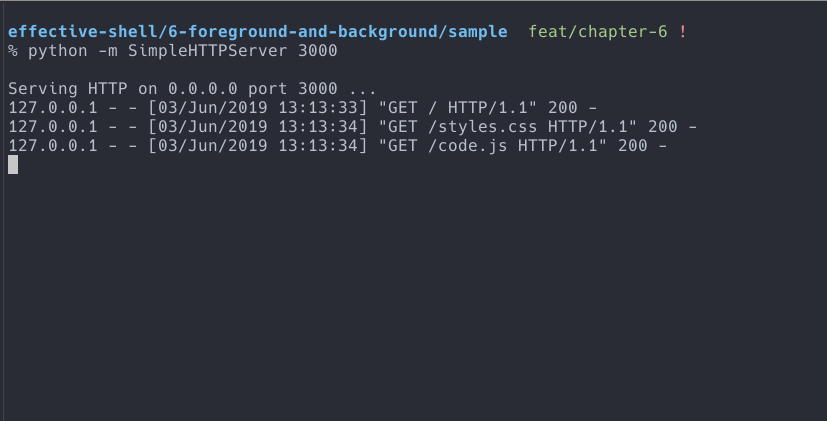 effective-shell/6-foreground-and-background/sample  feat/chapter-6 !
% python -m SimpleHTTPServer 3000
Serving HTTP on 0.0.0.0 port 3000 ...
127.0.0.1 - - [03/Jun/2019 13:13:33] "GET / HTTP/1.1" 200 -
127.0.0.1 - - [03/Jun/2019 13:13:34] "GET /styles.css HTTP/1.1" 200 -
127.0.0.1 - - [03/Jun/2019 13:13:34] "GET /code.js HTTP/1.1" 200 -